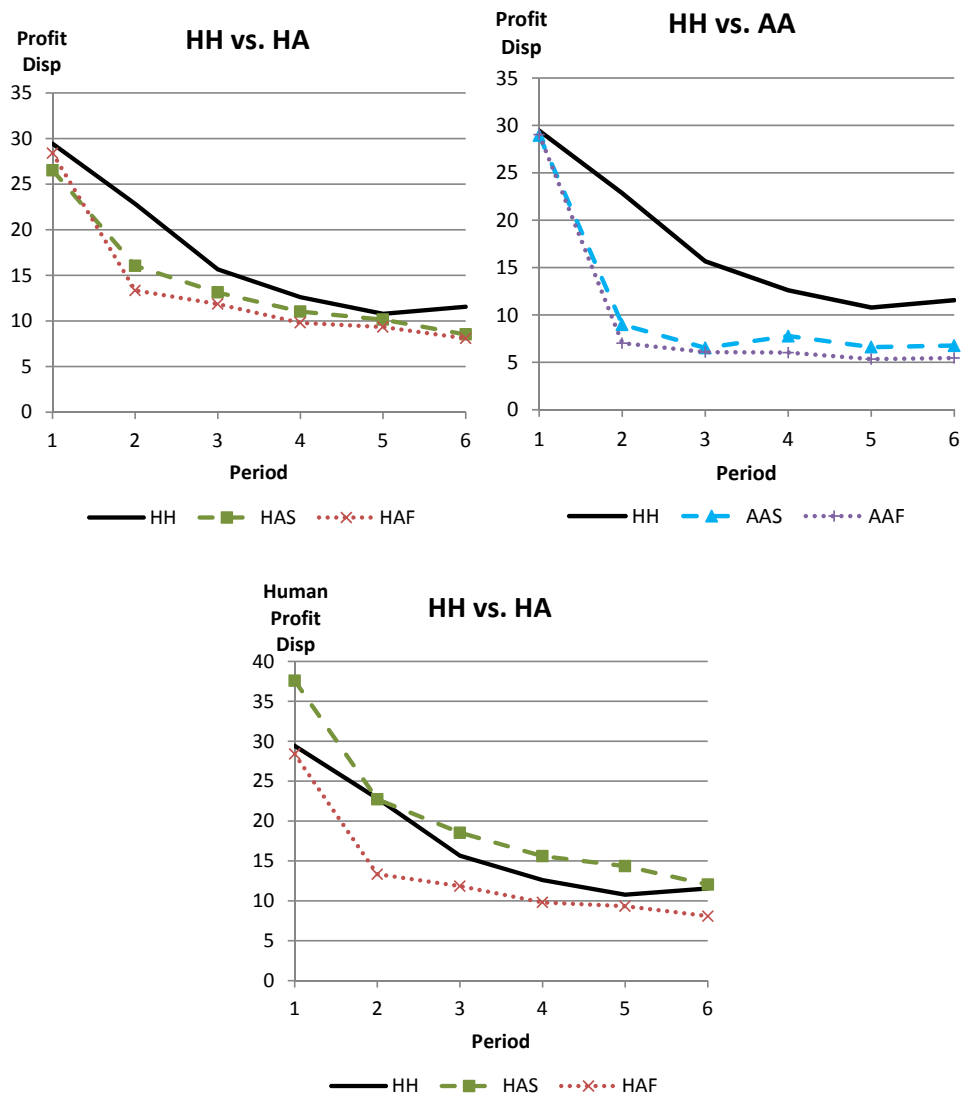 HH vs. HA
Profit
Disp
35
30
25
20
15
10
5
0
1 2 3 4 5 6
Period
HH HAS HAF
HH vs. AA
Profit
Disp
35
30
25
20
15
10
5
0
1 2 3 4 5 6
Period
HH AAS AAF
HH vs. HA
Human
Profit
Disp
40
35
30
25
20
15
10
5
0
1 2 3 4 5 6
Period
HH HAS HAF